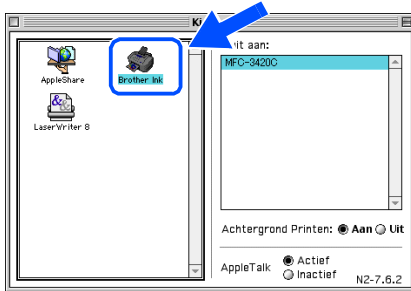 Ki
AppleShare
Brother Ink
LaserWriter 8
uit aan:
MFC-3420C
Achtergrond Printen: Aan Uit
AppleTalk Actief
Inactief
N2-7.6.2